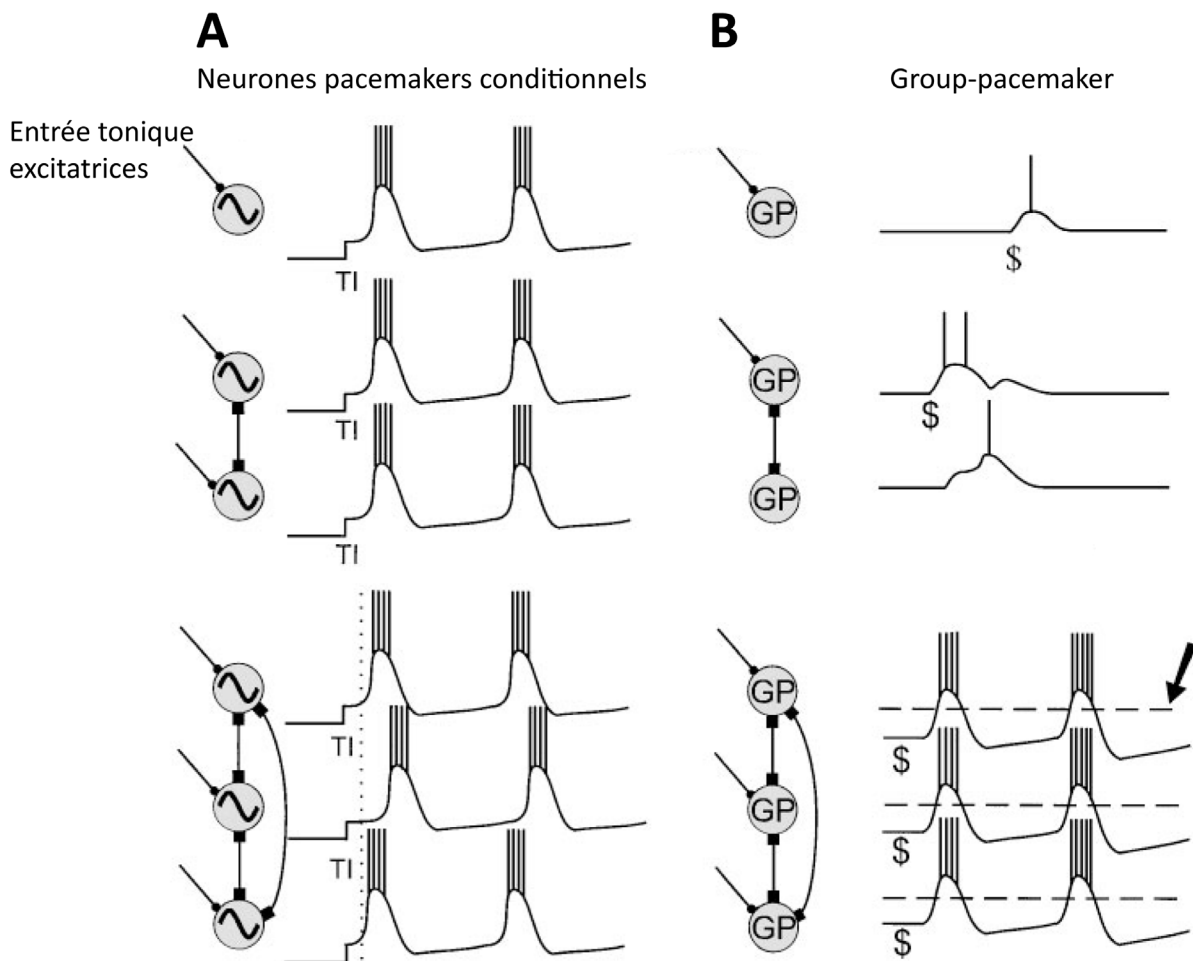 A
B
Neurones pacemakers conditionnels
Group-pacemaker
Entrée tonique
excitatrices
GP
$
TI
TI
GP
$
GP
TI
TI
GP
$
GP
$
TI
GP
$